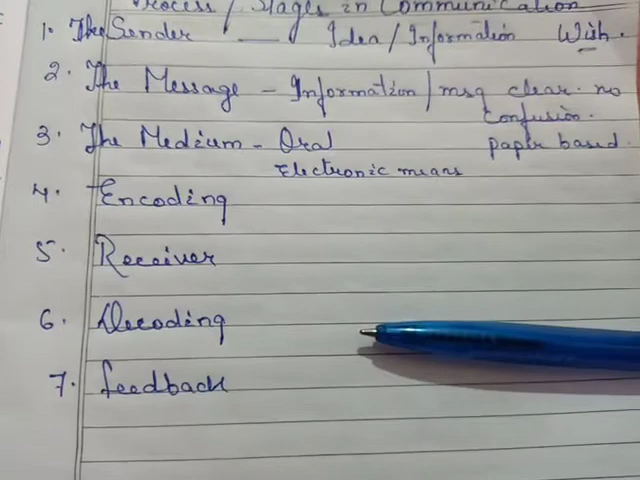 Process / Stages in Communication
1. The Sender — Idea / Information With.
2. The Message - Information / msg clear. no
confusion.
3. The Medium - Oral paper based.
Electronic means
4. Encoding
5. Receiver
6. Decoding
7. feedback